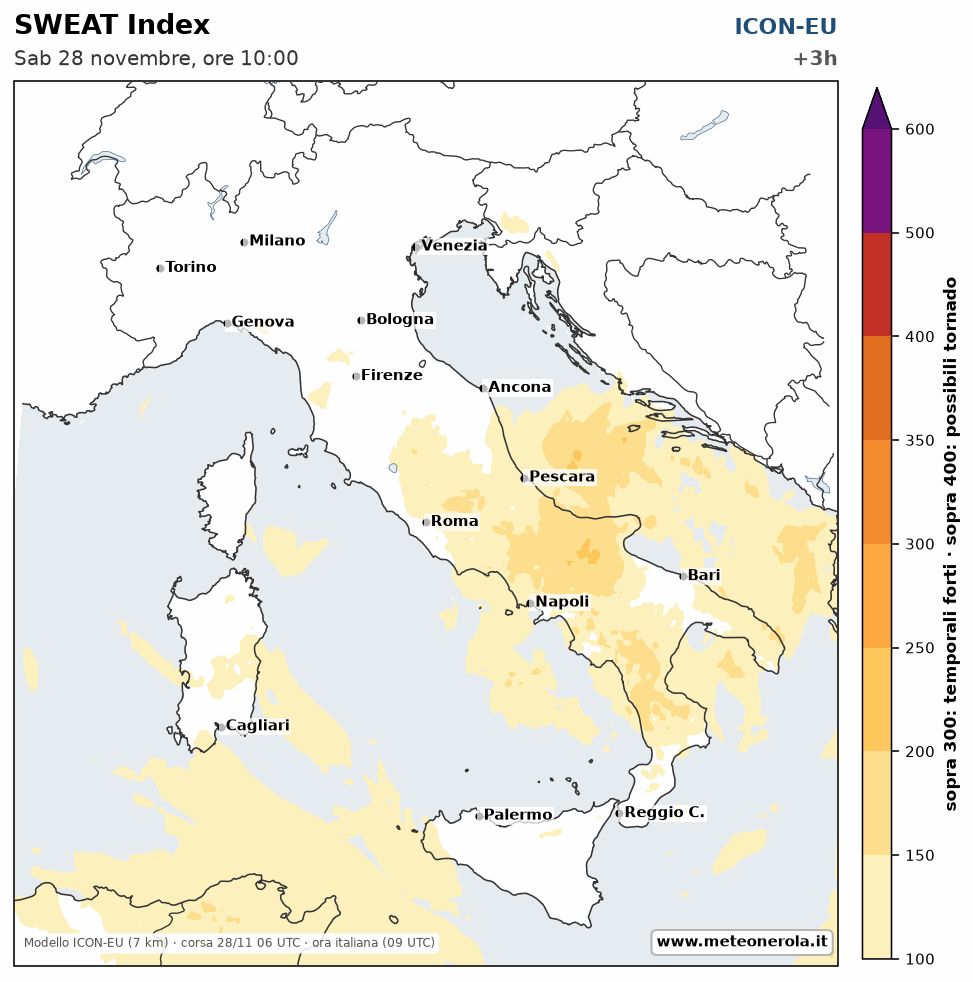 SWEAT Index
ICON-EU
Sab 28 novembre, ore 10:00
+3h
Milano
Venezia
Torino
Genova
Bologna
Firenze
Ancona
Pescara
Roma
Bari
Napoli
Cagliari
Palermo
Reggio C.
600
500
400
350
300
250
200
150
100
sopra 300: temporali forti · sopra 400: possibili tornado
Modello ICON-EU (7 km) · corsa 28/11 06 UTC · ora italiana (09 UTC)
www.meteonerola.it